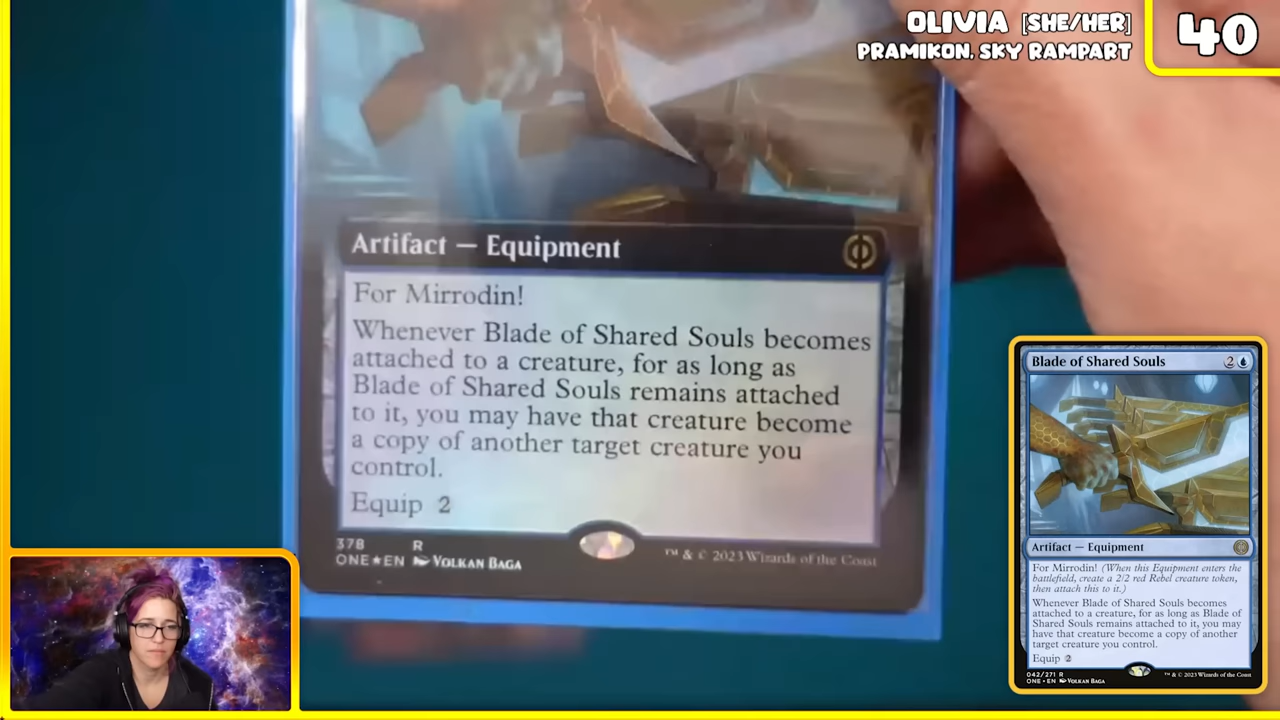 OLIVIA [SHE/HER]
PRAMIKON, SKY RAMPART
40
Artifact — Equipment
For Mirrodin!
Whenever Blade of Shared Souls becomes
attached to a creature, for as long as
Blade of Shared Souls remains attached
to it, you may have that creature become
a copy of another target creature you
control.
Equip 2
378 R
ONE★EN VOLKAN BAGA
™ & © 2023 Wizards of the Coast
Blade of Shared Souls 2
Artifact — Equipment
For Mirrodin! (When this Equipment enters the
battlefield, create a 2/2 red Rebel creature token,
then attach this to it.)
Whenever Blade of Shared Souls becomes
attached to a creature, for as long as Blade of
Shared Souls remains attached to it, you may
have that creature become a copy of another
target creature you control.
Equip 2
042/271 R
ONE • EN VOLKAN BAGA
™ & © 2023 Wizards of the Coast